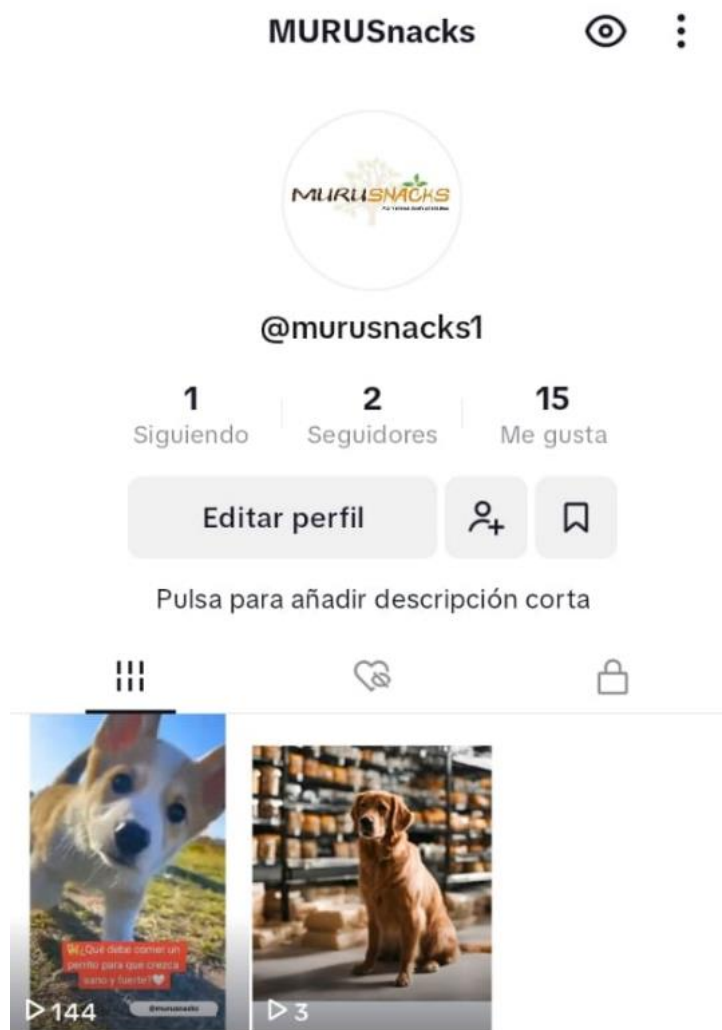 MURUSnacks
MURUSNACKS
@murusnacks1
1 2 15
Siguiendo Seguidores Me gusta
Editar perfil
Pulsa para añadir descripción corta
¿Qué debe comer un
perrito para que crezca
sano y fuerte?
@murusnacks
144
3